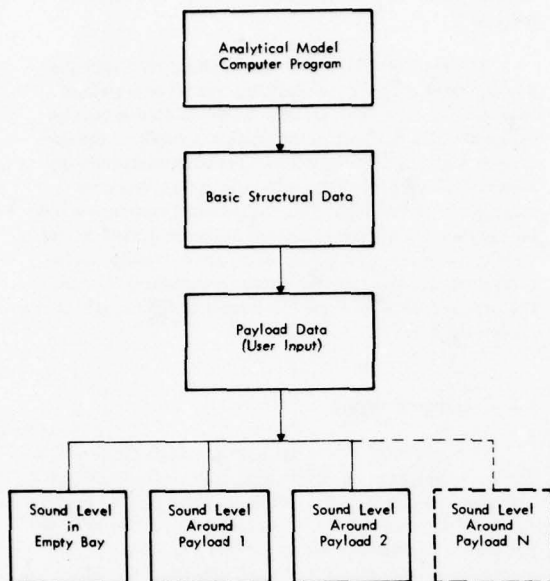 Analytical Model
Computer Program
Basic Structural Data
Payload Data
(User Input)
Sound Level
in
Empty Bay
Sound Level
Around
Payload 1
Sound Level
Around
Payload 2
Sound Level
Around
Payload N